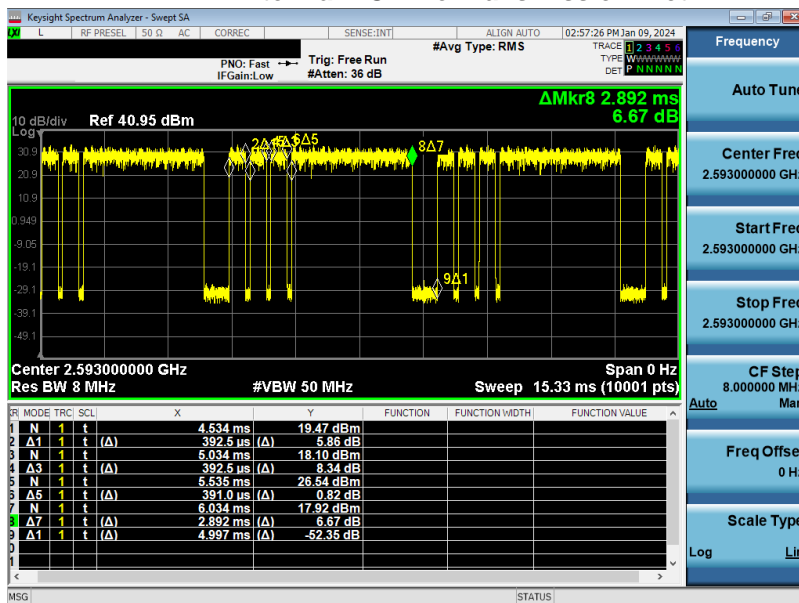 Keysight Spectrum Analyzer - Swept SA
LXI L RF PRESEL 50 Ω AC CORREC SENSE:INT ALIGN AUTO 02:57:26 PM Jan 09, 2024
#Avg Type: RMS TRACE 1 2 3 4 5 6
TYPE WWWWWW
DET P N N N N N
PNO: Fast Trig: Free Run
IFGain:Low #Atten: 36 dB
Frequency
Auto Tune
Center Freq
2.593000000 GHz
Start Freq
2.593000000 GHz
Stop Freq
2.593000000 GHz
CF Step
8.000000 MHz
Auto Man
Freq Offset
0 Hz
Scale Type
Log Lin
ΔMkr8 2.892 ms
6.67 dB
10 dB/div Ref 40.95 dBm
Log
30.9
20.9
10.9
0.949
-9.05
-19.1
-29.1
-39.1
-49.1
6Δ5
8Δ7
9Δ1
Center 2.593000000 GHz Span 0 Hz
Res BW 8 MHz #VBW 50 MHz Sweep 15.33 ms (10001 pts)
MODE TRC SCL X Y FUNCTION FUNCTION WIDTH FUNCTION VALUE
1 N 1 t 4.534 ms 19.47 dBm
2 Δ1 1 t (Δ) 392.5 µs (Δ) 5.86 dB
3 N 1 t 5.034 ms 18.10 dBm
4 Δ3 1 t (Δ) 392.5 µs (Δ) 8.34 dB
5 N 1 t 5.535 ms 26.54 dBm
6 Δ5 1 t (Δ) 391.0 µs (Δ) 0.82 dB
7 N 1 t 6.034 ms 17.92 dBm
8 Δ7 1 t (Δ) 2.892 ms (Δ) 6.67 dB
9 Δ1 1 t (Δ) 4.997 ms (Δ) -52.35 dB
MSG STATUS